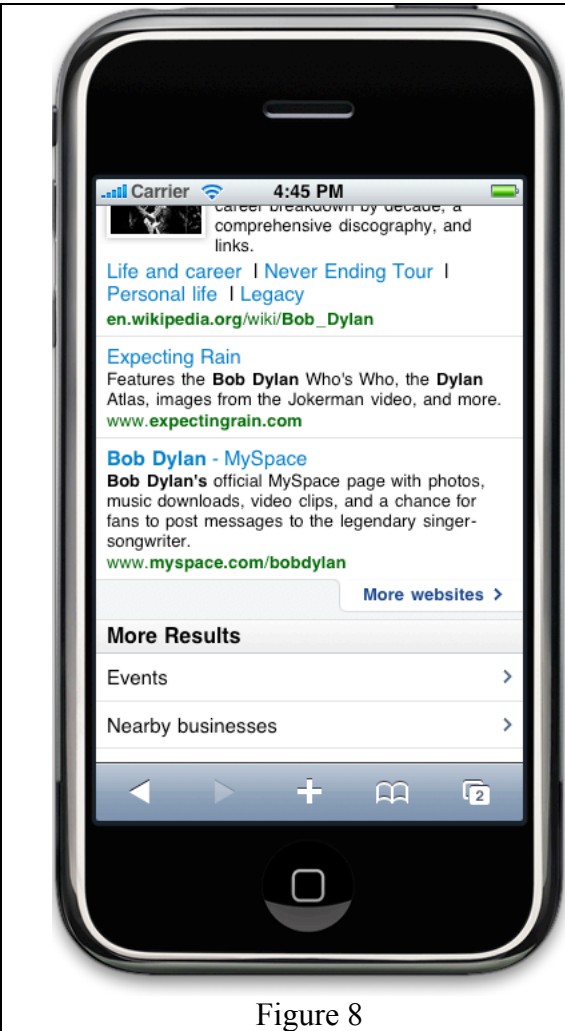 Carrier 4:45 PM
career breakdown by decade, a
comprehensive discography, and
links.
Life and career | Never Ending Tour |
Personal life | Legacy
en.wikipedia.org/wiki/Bob_Dylan
Expecting Rain
Features the Bob Dylan Who's Who, the Dylan
Atlas, images from the Jokerman video, and more.
www.expectingrain.com
Bob Dylan - MySpace
Bob Dylan's official MySpace page with photos,
music downloads, video clips, and a chance for
fans to post messages to the legendary singer-
songwriter.
www.myspace.com/bobdylan
More websites >
More Results
Events >
Nearby businesses >
2
Figure 8